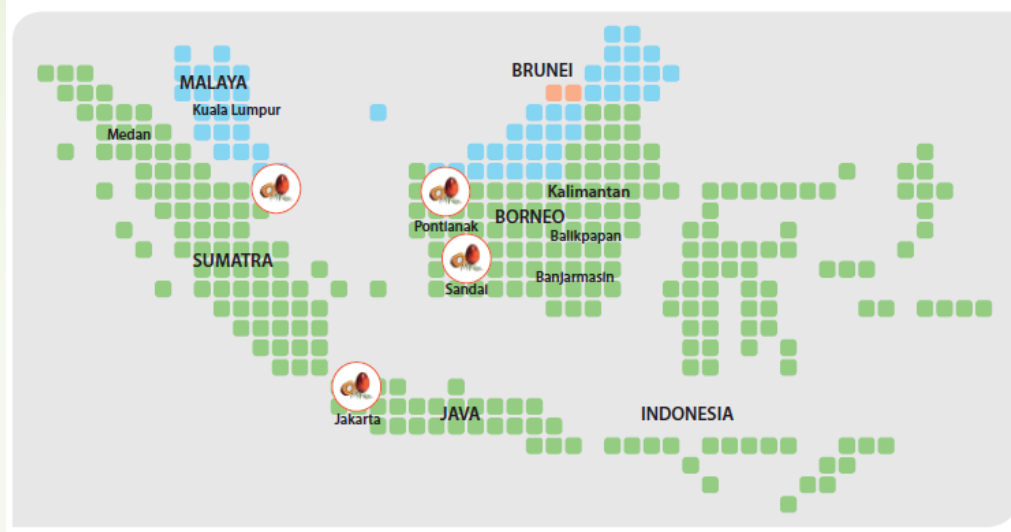 BRUNEI
MALAYA
Kuala Lumpur
Medan
Kalimantan
BORNEO
Pontianak
Balikpapan
SUMATRA
Banjarmasin
Sandai
JAVA
INDONESIA
Jakarta